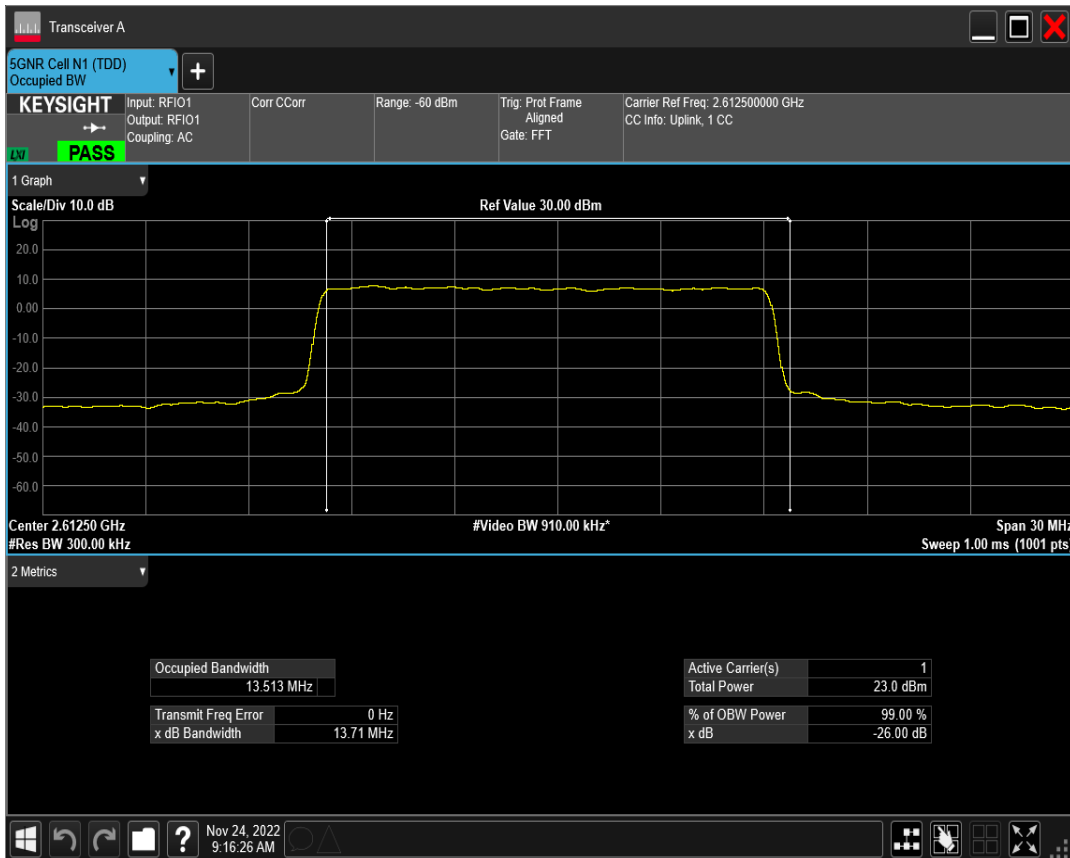 Transceiver A
5GNR Cell N1 (TDD)
Occupied BW
+
KEYSIGHT
LXI
PASS
Input: RFIO1
Output: RFIO1
Coupling: AC
Corr CCorr
Range: -60 dBm
Trig: Prot Frame
Aligned
Gate: FFT
Carrier Ref Freq: 2.612500000 GHz
CC Info: Uplink, 1 CC
1 Graph
Scale/Div 10.0 dB
Ref Value 30.00 dBm
Log
20.0
10.0
0.00
-10.0
-20.0
-30.0
-40.0
-50.0
-60.0
Center 2.61250 GHz
#Video BW 910.00 kHz*
Span 30 MHz
#Res BW 300.00 kHz
Sweep 1.00 ms (1001 pts)
2 Metrics
Occupied Bandwidth
13.513 MHz
Transmit Freq Error 0 Hz
x dB Bandwidth 13.71 MHz
Active Carrier(s) 1
Total Power 23.0 dBm
% of OBW Power 99.00 %
x dB -26.00 dB
?
Nov 24, 2022
9:16:26 AM